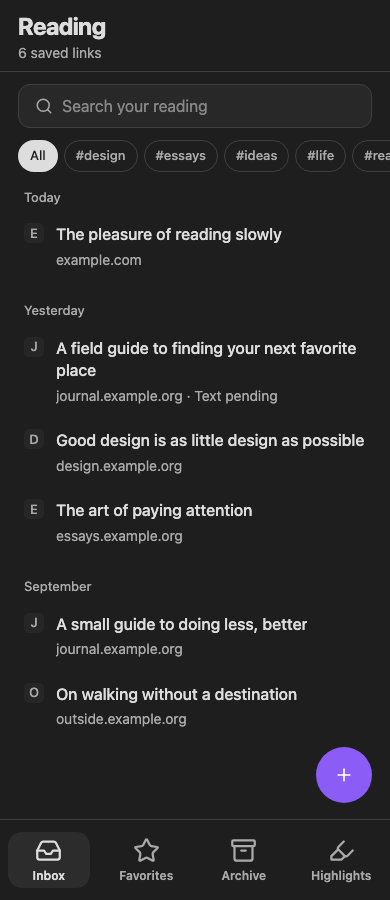 Reading
6 saved links
Search your reading
All #design #essays #ideas #life #rea
Today
E The pleasure of reading slowly
example.com
Yesterday
J A field guide to finding your next favorite
place
journal.example.org · Text pending
D Good design is as little design as possible
design.example.org
E The art of paying attention
essays.example.org
September
J A small guide to doing less, better
journal.example.org
O On walking without a destination
outside.example.org
Inbox Favorites Archive Highlights